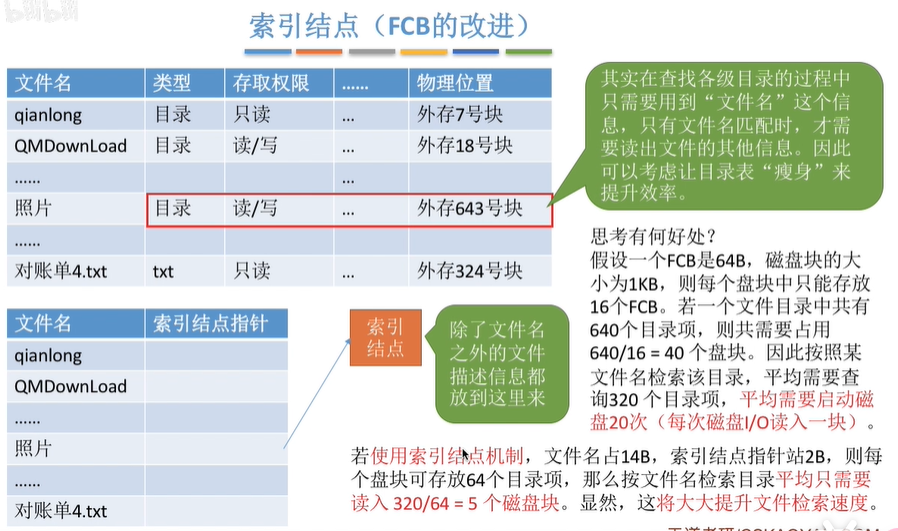 索引结点（FCB的改进）
文件名 类型 存取权限 …… 物理位置
qianlong 目录 只读 ... 外存7号块
QMDownLoad 目录 读/写 ... 外存18号块
…… ...
照片 目录 读/写 ... 外存643号块
……
对账单4.txt txt 只读 ... 外存324号块
其实在查找各级目录的过程中
只需要用到“文件名”这个信
息，只有文件名匹配时，才需
要读出文件的其他信息。因此
可以考虑让目录表“瘦身”来
提升效率。
思考有何好处？
假设一个FCB是64B，磁盘块的大
小为1KB，则每个盘块中只能存放
16个FCB。若一个文件目录中共有
640个目录项，则共需要占用
640/16 = 40 个盘块。因此按照某
文件名检索该目录，平均需要查
询320 个目录项，平均需要启动磁
盘20次（每次磁盘I/O读入一块）。
文件名 索引结点指针
qianlong
QMDownLoad
……
照片
……
对账单4.txt
索引
结点
除了文件名
之外的文件
描述信息都
放到这里来
若使用索引结点机制，文件名占14B，索引结点指针站2B，则每
个盘块可存放64个目录项，那么按文件名检索目录平均只需要
读入 320/64 = 5 个磁盘块。显然，这将大大提升文件检索速度。